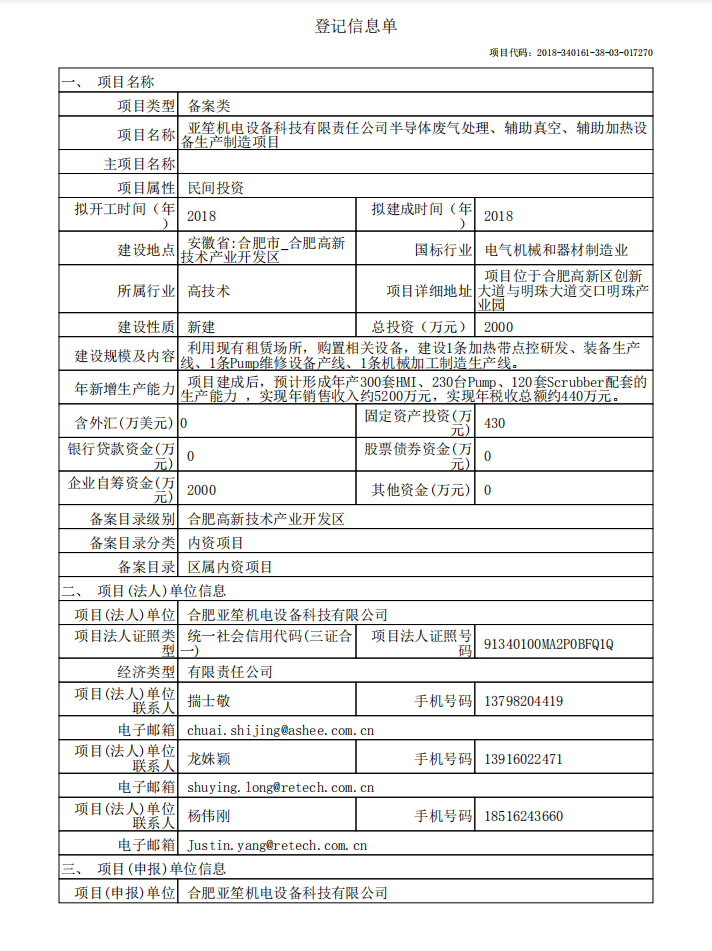 登记信息单
项目代码：2018-340161-38-03-017270
一、 项目名称
项目类型 备案类
项目名称 亚笙机电设备科技有限责任公司半导体废气处理、辅助真空、辅助加热设
备生产制造项目
主项目名称
项目属性 民间投资
拟开工时间（年
） 2018 拟建成时间（年
） 2018
建设地点 安徽省:合肥市_合肥高新
技术产业开发区 国标行业 电气机械和器材制造业
所属行业 高技术 项目详细地址 项目位于合肥高新区创新
大道与明珠大道交口明珠产
业园
建设性质 新建 总投资（万元） 2000
建设规模及内容 利用现有租赁场所，购置相关设备，建设1条加热带点控研发、装备生产
线、1条Pump维修设备产线、1条机械加工制造生产线。
年新增生产能力 项目建成后，预计形成年产300套HMI、230台Pump、120套Scrubber配套的
生产能力 ，实现年销售收入约5200万元，实现年税收总额约440万元。
含外汇(万美元) 0 固定资产投资(万
元) 430
银行贷款资金(万
元) 0 股票债券资金(万
元) 0
企业自筹资金(万
元) 2000 其他资金(万元) 0
备案目录级别 合肥高新技术产业开发区
备案目录分类 内资项目
备案目录 区属内资项目
二、 项目(法人)单位信息
项目(法人)单位 合肥亚笙机电设备科技有限公司
项目法人证照类
型 统一社会信用代码(三证合
一) 项目法人证照号
码 91340100MA2P0BFQ1Q
经济类型 有限责任公司
项目(法人)单位
联系人 揣士敬 手机号码 13798204419
电子邮箱 chuai.shijing@ashee.com.cn
项目(法人)单位
联系人 龙姝颖 手机号码 13916022471
电子邮箱 shuying.long@retech.com.cn
项目(法人)单位
联系人 杨伟刚 手机号码 18516243660
电子邮箱 Justin.yang@retech.com.cn
三、 项目(申报)单位信息
项目(申报)单位 合肥亚笙机电设备科技有限公司